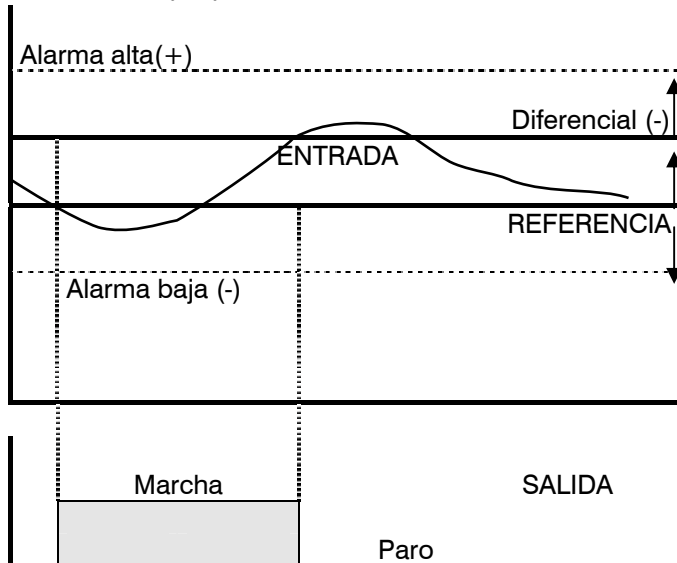 Alarma alta(+)
Diferencial (-)
ENTRADA
REFERENCIA
Alarma baja (-)
Marcha
SALIDA
Paro